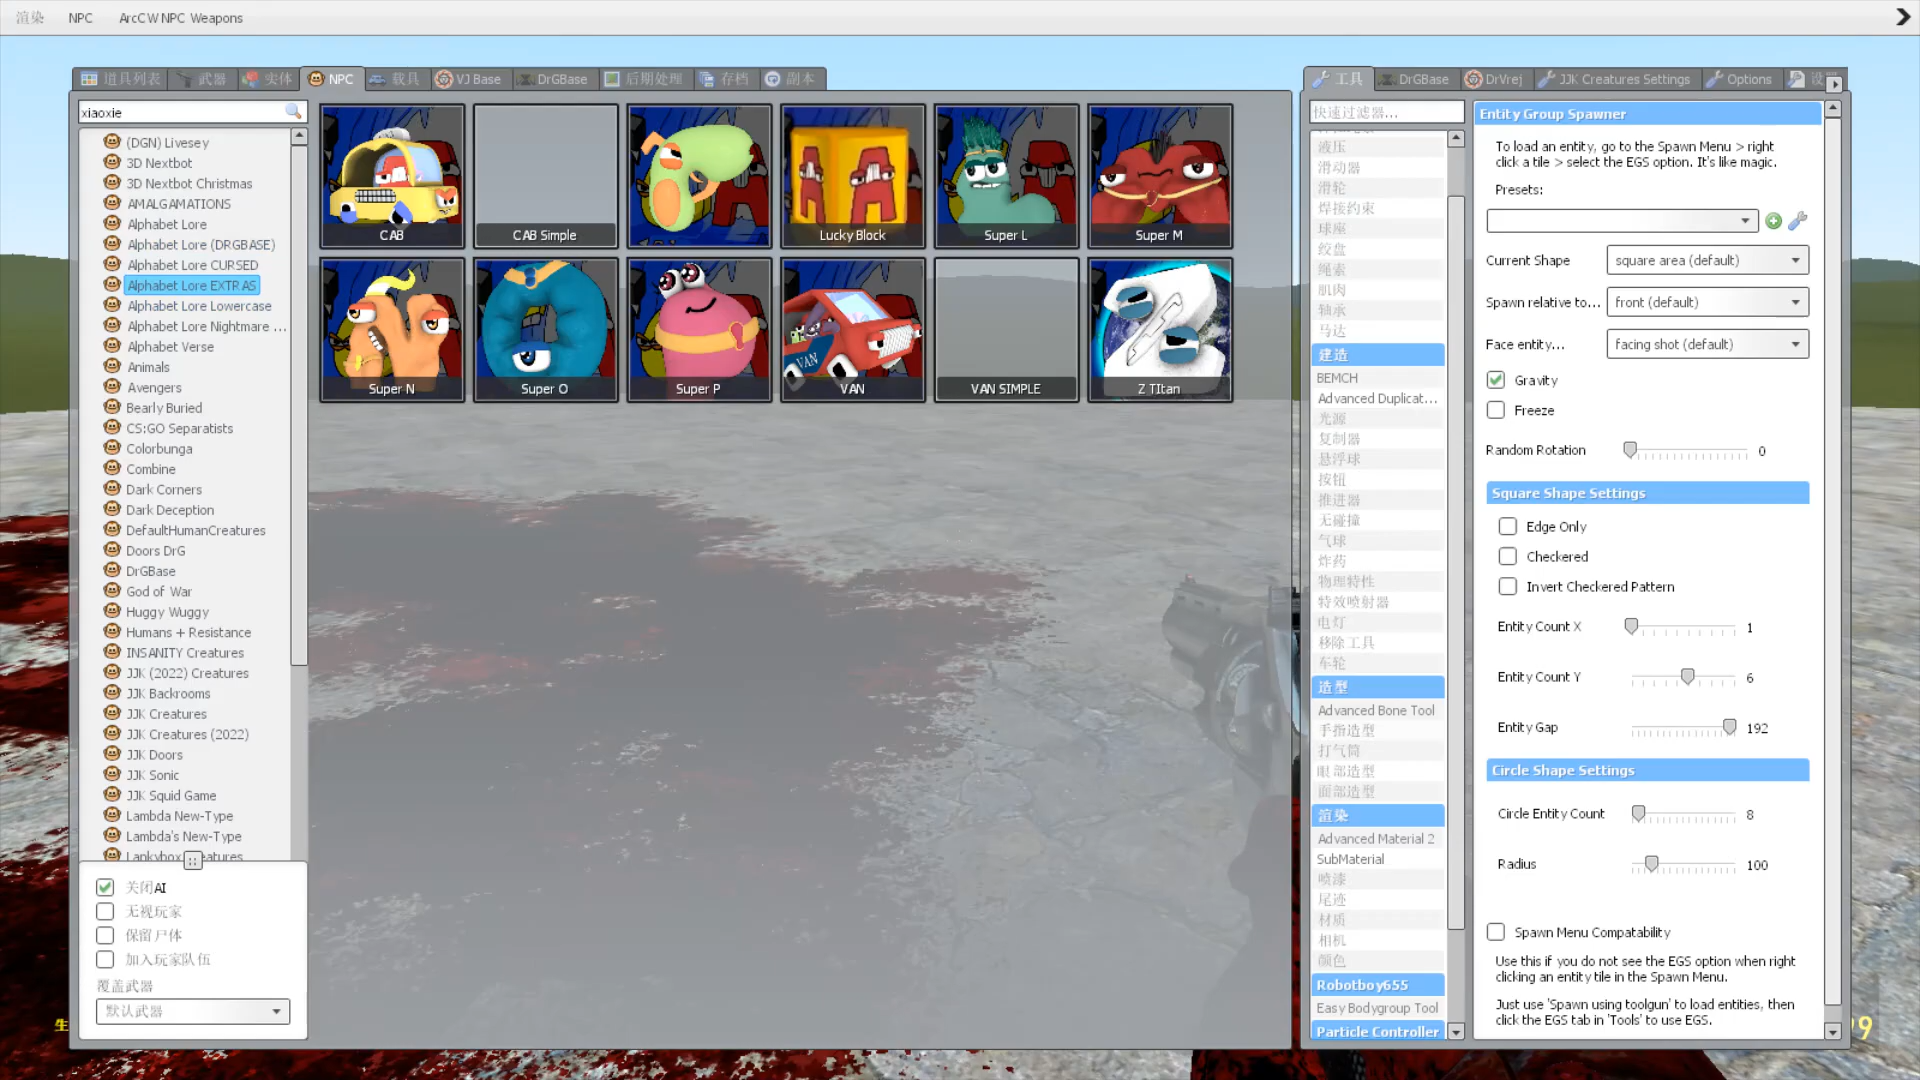 渲染 NPC ArcCW NPC Weapons
道具列表 武器 实体 NPC 载具 VJ Base DrGBase 后期处理 存档 副本
xiaoxie
(DGN) Livesey
3D Nextbot
3D Nextbot Christmas
AMALGAMATIONS
Alphabet Lore
Alphabet Lore (DRGBASE)
Alphabet Lore CURSED
Alphabet Lore EXTRAS
Alphabet Lore Lowercase
Alphabet Lore Nightmare ...
Alphabet Verse
Animals
Avengers
Bearly Buried
CS:GO Separatists
Colorbunga
Combine
Dark Corners
Dark Deception
DefaultHumanCreatures
Doors DrG
DrGBase
God of War
Huggy Wuggy
Humans + Resistance
INSANITY Creatures
JJK (2022) Creatures
JJK Backrooms
JJK Creatures
JJK Creatures (2022)
JJK Doors
JJK Sonic
JJK Squid Game
Lambda New-Type
Lambda's New-Type
关闭AI
无视玩家
保留尸体
加入玩家队伍
覆盖武器
默认武器
生
CAB
CAB Simple
Lucky Block
Super L
Super M
Super N
Super O
Super P
VAN
VAN
VAN SIMPLE
Z TItan
工具 DrGBase DrVrej JJK Creatures Settings Options 设
快速过滤器...
液压
滑动器
滑轮
焊接约束
球座
绞盘
绳索
肌肉
轴承
马达
建造
BEMCH
Advanced Duplicat...
光源
复制器
悬浮球
按钮
推进器
无碰撞
气球
炸药
物理特性
特效喷射器
电灯
移除工具
车轮
造型
Advanced Bone Tool
手指造型
打气筒
眼部造型
面部造型
渲染
Advanced Material 2
SubMaterial
喷漆
尾迹
材质
相机
颜色
Robotboy655
Easy Bodygroup Tool
Particle Controller
Entity Group Spawner
To load an entity, go to the Spawn Menu > right
click a tile > select the EGS option. It's like magic.
Presets:
Current Shape square area (default)
Spawn relative to... front (default)
Face entity... facing shot (default)
Gravity
Freeze
Random Rotation 0
Square Shape Settings
Edge Only
Checkered
Invert Checkered Pattern
Entity Count X 1
Entity Count Y 6
Entity Gap 192
Circle Shape Settings
Circle Entity Count 8
Radius 100
Spawn Menu Compatability
Use this if you do not see the EGS option when right
clicking an entity tile in the Spawn Menu.
Just use 'Spawn using toolgun' to load entities, then
click the EGS tab in 'Tools' to use EGS.